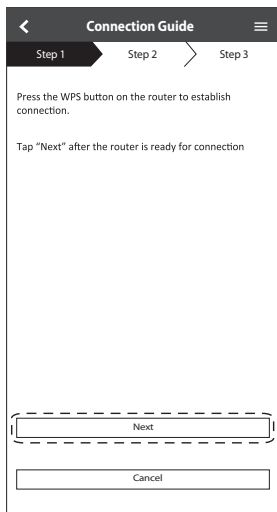 Connection Guide
Step 1 Step 2 Step 3
Press the WPS button on the router to establish
connection.
Tap “Next” after the router is ready for connection
Next
Cancel